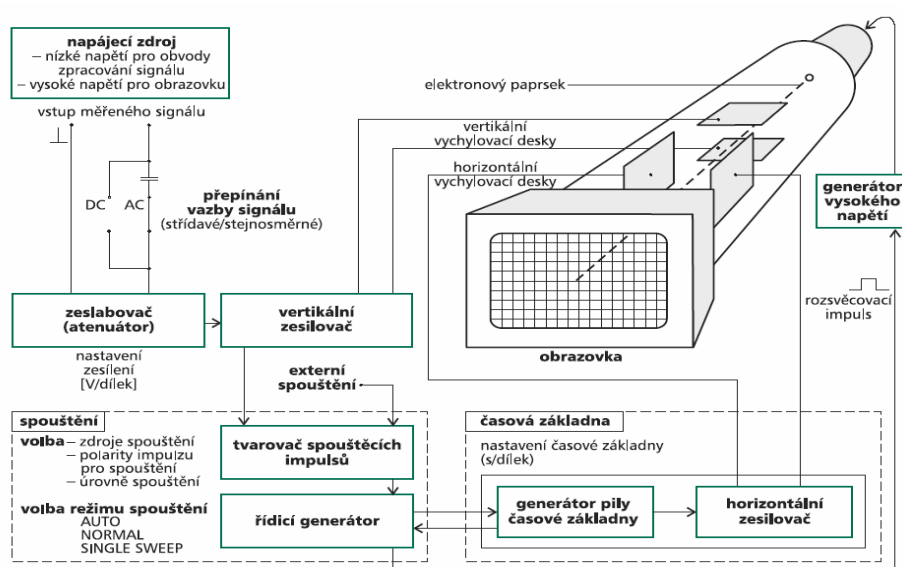 napájecí zdroj
– nízké napětí pro obvody
zpracování signálu
– vysoké napětí pro obrazovku
vstup měřeného signálu
DC
AC
přepínání
vazby signálu
(střídavé/stejnosměrné)
elektronový paprsek
vertikální
vychylovací desky
horizontální
vychylovací desky
generátor
vysokého
napětí
rozsvěcovací
impuls
obrazovka
zeslabovač
(atenuátor)
nastavení
zesílení
[V/dílek]
vertikální
zesilovač
externí
spouštění
spouštění
volba – zdroje spouštění
– polarity impulzu
pro spouštění
– úrovně spouštění
volba režimu spouštění
AUTO
NORMAL
SINGLE SWEEP
tvarovač spouštěcích
impulsů
řídicí generátor
časová základna
nastavení časové základny
(s/dílek)
generátor pily
časové základny
horizontální
zesilovač